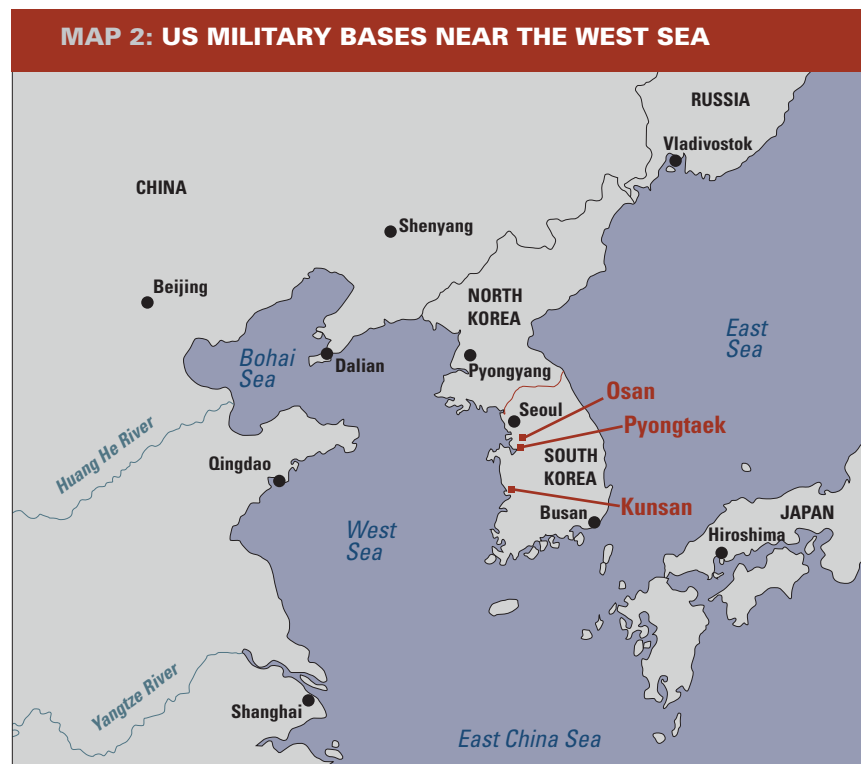 MAP 2: US MILITARY BASES NEAR THE WEST SEA
RUSSIA
Vladivostok
CHINA
Shenyang
Beijing
NORTH
KOREA
East
Sea
Bohai
Sea
Dalian
Pyongyang
Osan
Seoul
Pyongtaek
Huang He River
Qingdao
SOUTH
KOREA
Kunsan
Busan
JAPAN
West
Sea
Hiroshima
Yangtze River
Shanghai
East China Sea